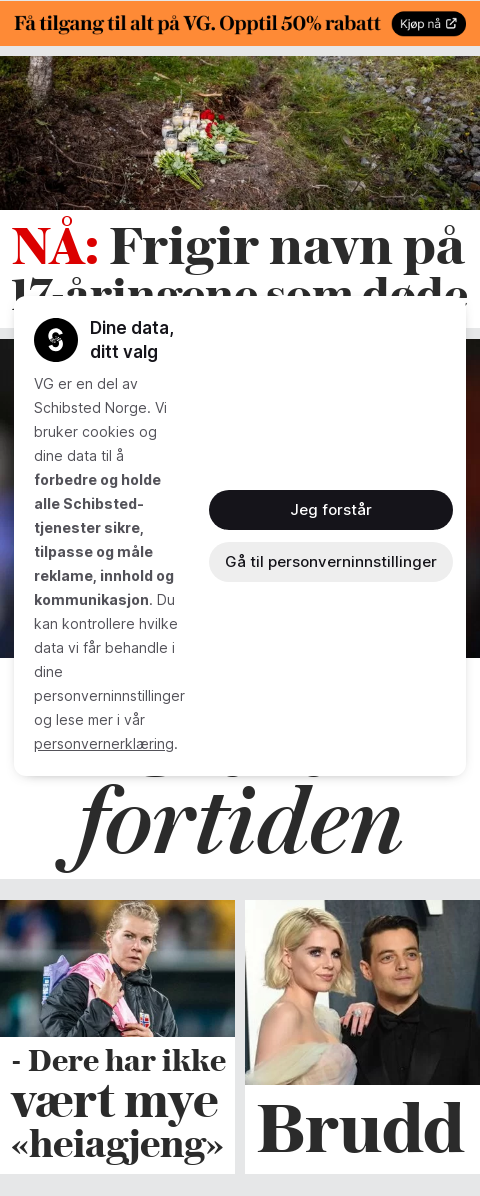 Få tilgang til alt på VG. Opptil 50% rabatt
Kjøp nå
NÅ: Frigir navn på
17-åringene som døde
Dine data,
ditt valg
VG er en del av
Schibsted Norge. Vi
bruker cookies og
dine data til å
forbedre og holde
alle Schibsted-
tjenester sikre,
tilpasse og måle
reklame, innhold og
kommunikasjon. Du
kan kontrollere hvilke
data vi får behandle i
dine
personverninnstillinger
og lese mer i vår
personvernerklæring.
Jeg forstår
Gå til personverninnstillinger
fortiden
- Dere har ikke
vært mye
«heiagjeng»
Brudd